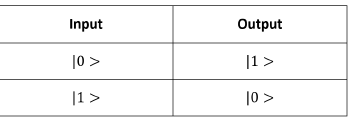 Input Output
|0 > |1 >
|1 > |0 >